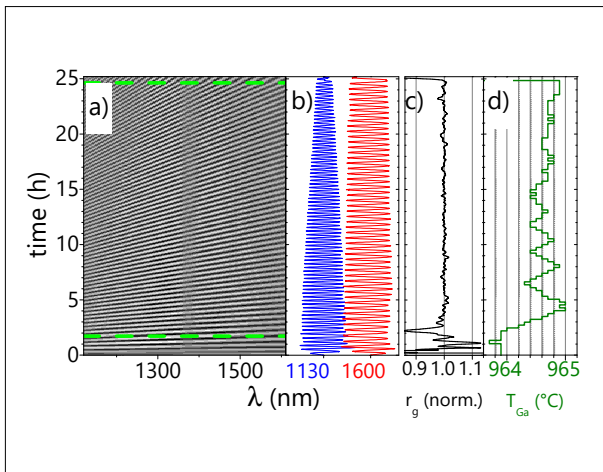 25
20
15
10
5
0
time (h)
a)
b)
c)
d)
1300
1500
1130
1600
0.9
1.0
1.1
964
965
λ (nm)
r_g (norm.)
T_Ga (°C)